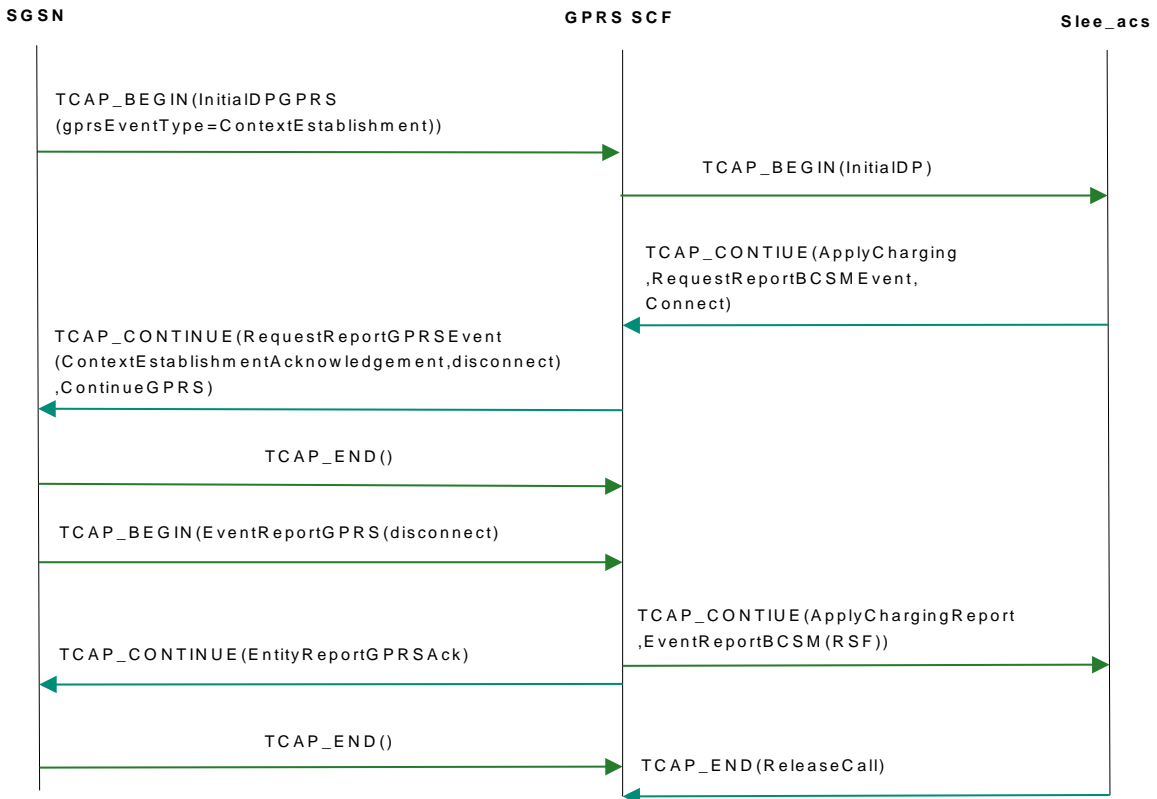 SGSN
GPRS SCF
Slee_acs
TCAP_BEGIN(InitialDPGPRS
(gprsEventType=ContextEstablishment))
TCAP_BEGIN(InitialDP)
TCAP_CONTIUE(ApplyCharging
,RequestReportBCSMEvent,
Connect)
TCAP_CONTINUE(RequestReportGPRSEvent
(ContextEstablishmentAcknowledgement,disconnect)
,ContinueGPRS)
TCAP_END()
TCAP_BEGIN(EventReportGPRS(disconnect)
TCAP_CONTIUE(ApplyChargingReport
,EventReportBCSM(RSF))
TCAP_CONTINUE(EntityReportGPRSAck)
TCAP_END()
TCAP_END(ReleaseCall)